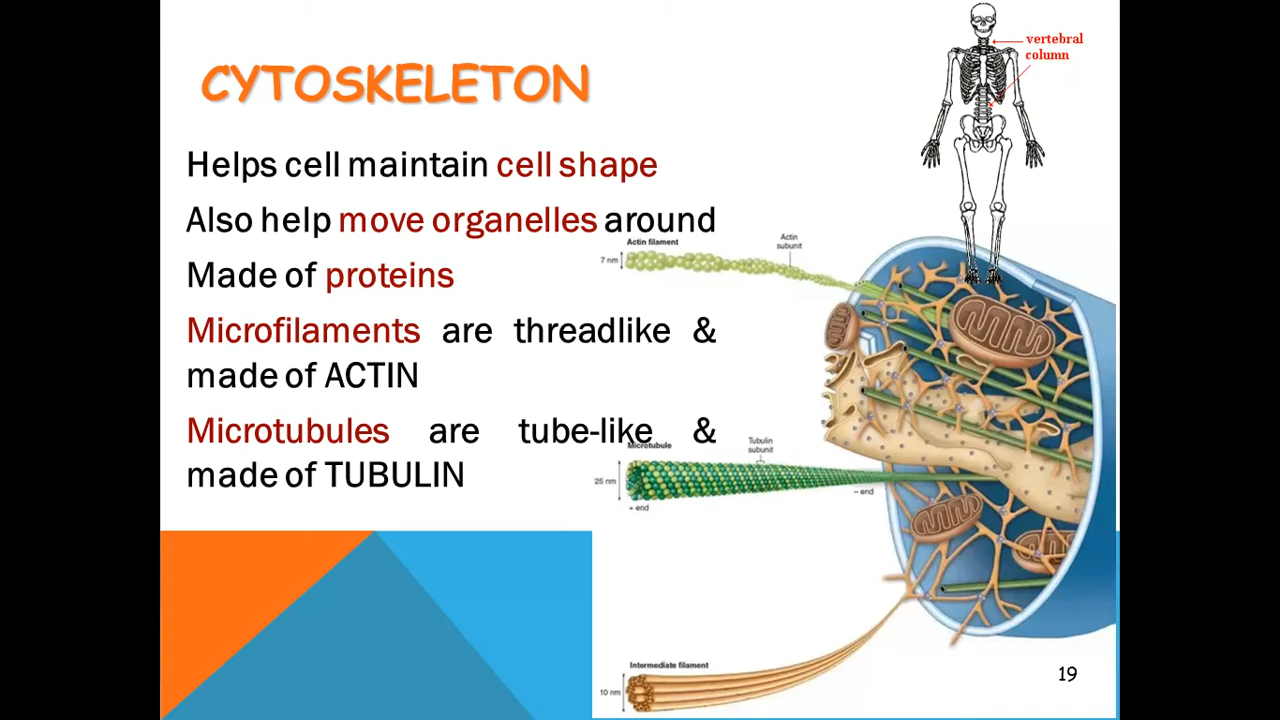 CYTOSKELETON
vertebral
column
Helps cell maintain cell shape
Also help move organelles around
Made of proteins
Microfilaments are threadlike &
made of ACTIN
Microtubules are tube-like &
made of TUBULIN
Actin filament
Actin
subunit
7 nm
Microtubule
Tubulin
subunit
25 nm
– end
+ end
Intermediate filament
10 nm
19